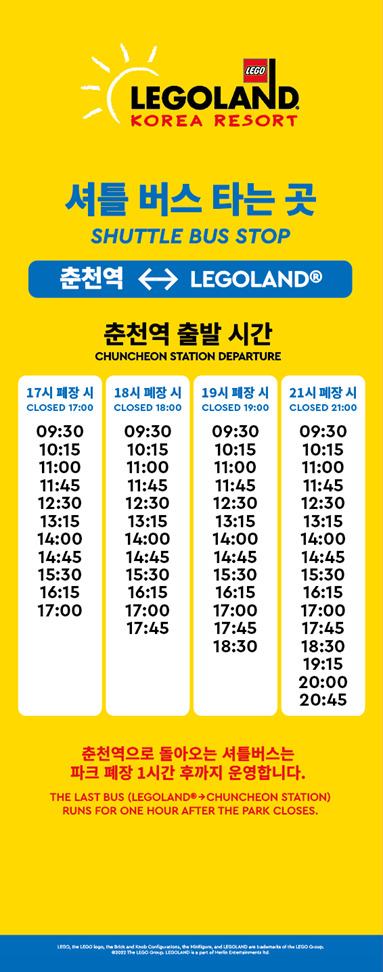 LEGO
LEGOLAND®
KOREA RESORT
셔틀 버스 타는 곳
SHUTTLE BUS STOP
춘천역 ↔ LEGOLAND®
춘천역 출발 시간
CHUNCHEON STATION DEPARTURE
17시 폐장 시 18시 폐장 시 19시 폐장 시 21시 폐장 시
CLOSED 17:00 CLOSED 18:00 CLOSED 19:00 CLOSED 21:00
09:30 09:30 09:30 09:30
10:15 10:15 10:15 10:15
11:00 11:00 11:00 11:00
11:45 11:45 11:45 11:45
12:30 12:30 12:30 12:30
13:15 13:15 13:15 13:15
14:00 14:00 14:00 14:00
14:45 14:45 14:45 14:45
15:30 15:30 15:30 15:30
16:15 16:15 16:15 16:15
17:00 17:00 17:00 17:00
17:45 17:45 17:45
18:30 18:30
19:15
20:00
20:45
춘천역으로 돌아오는 셔틀버스는
파크 폐장 1시간 후까지 운영합니다.
THE LAST BUS (LEGOLAND®→CHUNCHEON STATION)
RUNS FOR ONE HOUR AFTER THE PARK CLOSES.
LEGO, the LEGO logo, the Brick and Knob Configurations, the Minifigure, and LEGOLAND are trademarks of the LEGO Group.
©2022 The LEGO Group. LEGOLAND is a part of Merlin Entertainments ltd.